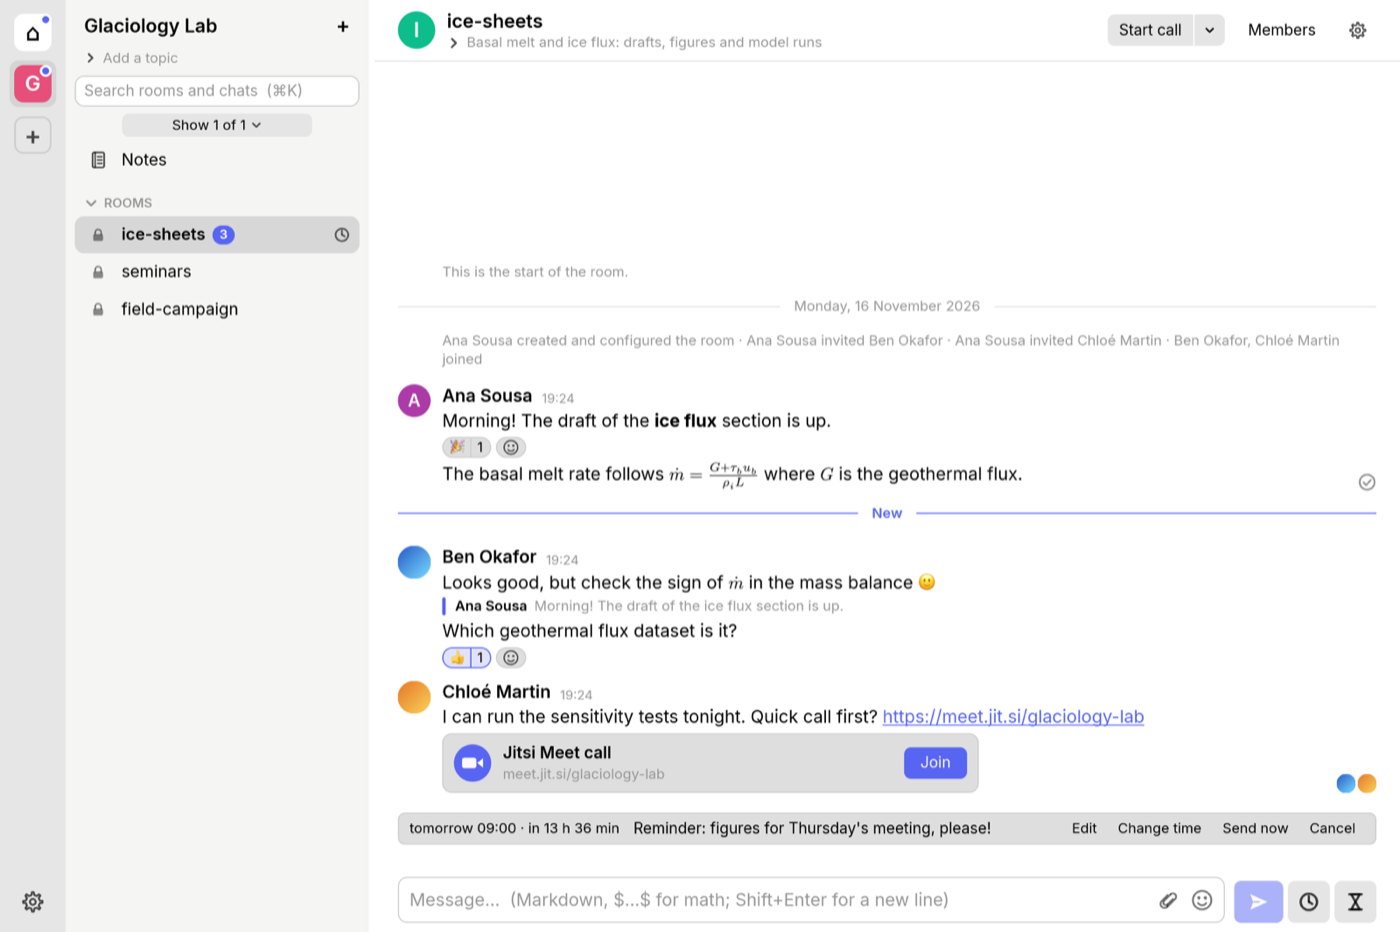 Glaciology Lab
+
Add a topic
Search rooms and chats (⌘K)
Show 1 of 1
Notes
ROOMS
ice-sheets 3
seminars
field-campaign
G
+
I
ice-sheets
Basal melt and ice flux: drafts, figures and model runs
Start call
Members
This is the start of the room.
Monday, 16 November 2026
Ana Sousa created and configured the room · Ana Sousa invited Ben Okafor · Ana Sousa invited Chloé Martin · Ben Okafor, Chloé Martin
joined
A
Ana Sousa 19:24
Morning! The draft of the ice flux section is up.
🎉 1
The basal melt rate follows ṁ = (G+τ_b u_b)/(ρ_i L) where G is the geothermal flux.
New
Ben Okafor 19:24
Looks good, but check the sign of ṁ in the mass balance 🙂
Ana Sousa Morning! The draft of the ice flux section is up.
Which geothermal flux dataset is it?
👍 1
Chloé Martin 19:24
I can run the sensitivity tests tonight. Quick call first? https://meet.jit.si/glaciology-lab
Jitsi Meet call
meet.jit.si/glaciology-lab
Join
tomorrow 09:00 · in 13 h 36 min Reminder: figures for Thursday's meeting, please! Edit Change time Send now Cancel
Message... (Markdown, $...$ for math; Shift+Enter for a new line)